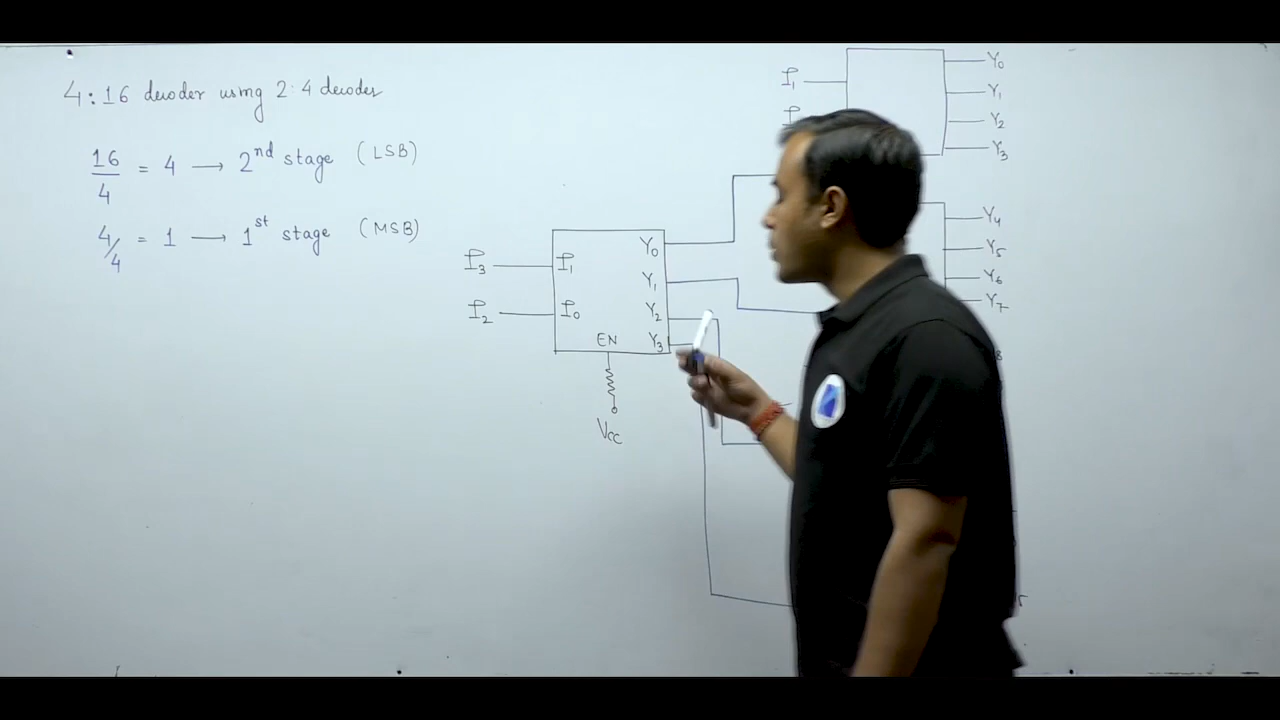 4:16 decoder using 2:4 decoder
16/4 = 4 → 2nd stage (LSB)
4/4 = 1 → 1st stage (MSB)
I3
I2
I1
I0
EN
Y0
Y1
Y2
Y3
VCC
I1
I
Y0
Y1
Y2
Y3
Y4
Y5
Y6
Y7
8